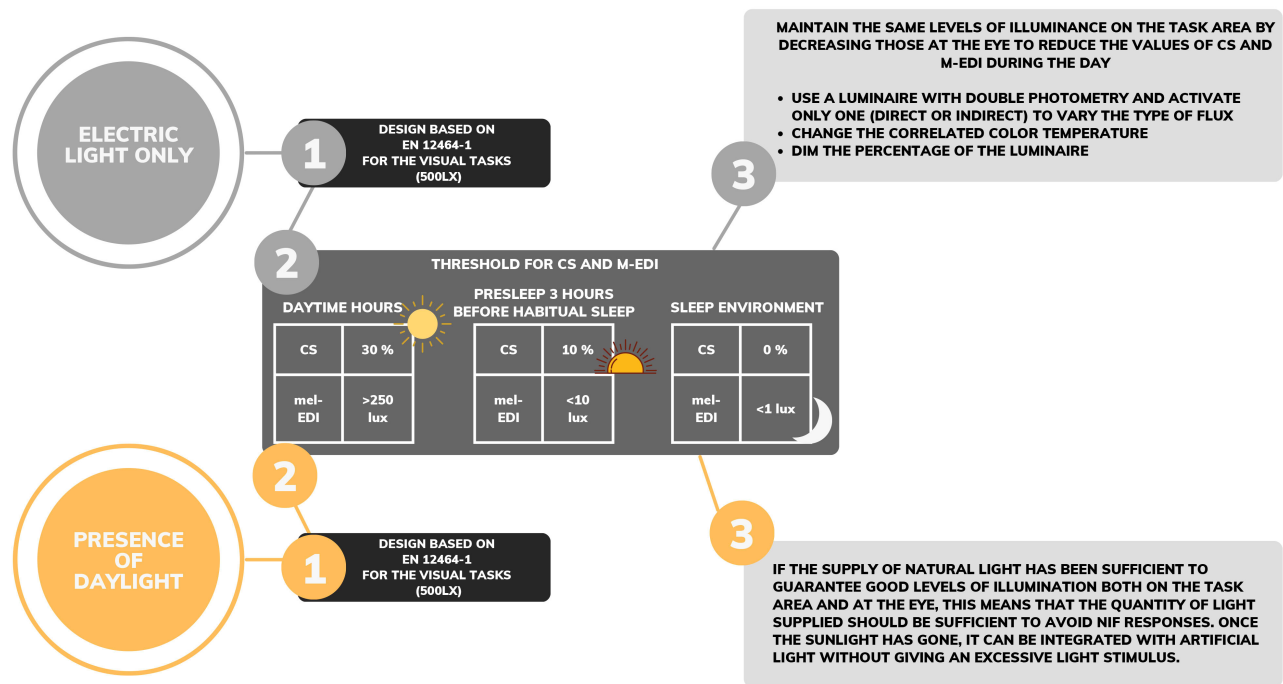 ELECTRIC
LIGHT ONLY
1
DESIGN BASED ON
EN 12464-1
FOR THE VISUAL TASKS
(500LX)
2
THRESHOLD FOR CS AND M-EDI
DAYTIME HOURS
CS
30 %
mel-
EDI
>250
lux
PRESLEEP 3 HOURS
BEFORE HABITUAL SLEEP
CS
10 %
mel-
EDI
<10
lux
SLEEP ENVIRONMENT
CS
0 %
mel-
EDI
<1 lux
3
MAINTAIN THE SAME LEVELS OF ILLUMINANCE ON THE TASK AREA BY
DECREASING THOSE AT THE EYE TO REDUCE THE VALUES OF CS AND
M-EDI DURING THE DAY
• USE A LUMINAIRE WITH DOUBLE PHOTOMETRY AND ACTIVATE
ONLY ONE (DIRECT OR INDIRECT) TO VARY THE TYPE OF FLUX
• CHANGE THE CORRELATED COLOR TEMPERATURE
• DIM THE PERCENTAGE OF THE LUMINAIRE
PRESENCE
OF
DAYLIGHT
1
DESIGN BASED ON
EN 12464-1
FOR THE VISUAL TASKS
(500LX)
2
3
IF THE SUPPLY OF NATURAL LIGHT HAS BEEN SUFFICIENT TO
GUARANTEE GOOD LEVELS OF ILLUMINATION BOTH ON THE TASK
AREA AND AT THE EYE, THIS MEANS THAT THE QUANTITY OF LIGHT
SUPPLIED SHOULD BE SUFFICIENT TO AVOID NIF RESPONSES. ONCE
THE SUNLIGHT HAS GONE, IT CAN BE INTEGRATED WITH ARTIFICIAL
LIGHT WITHOUT GIVING AN EXCESSIVE LIGHT STIMULUS.